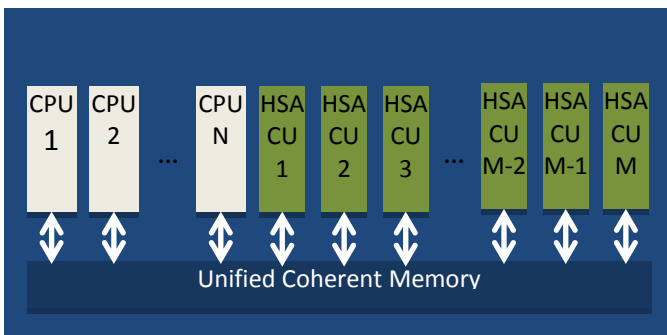 CPU
1
CPU
2
...
CPU
N
HSA
CU
1
HSA
CU
2
HSA
CU
3
...
HSA
CU
M-2
HSA
CU
M-1
HSA
CU
M
Unified Coherent Memory